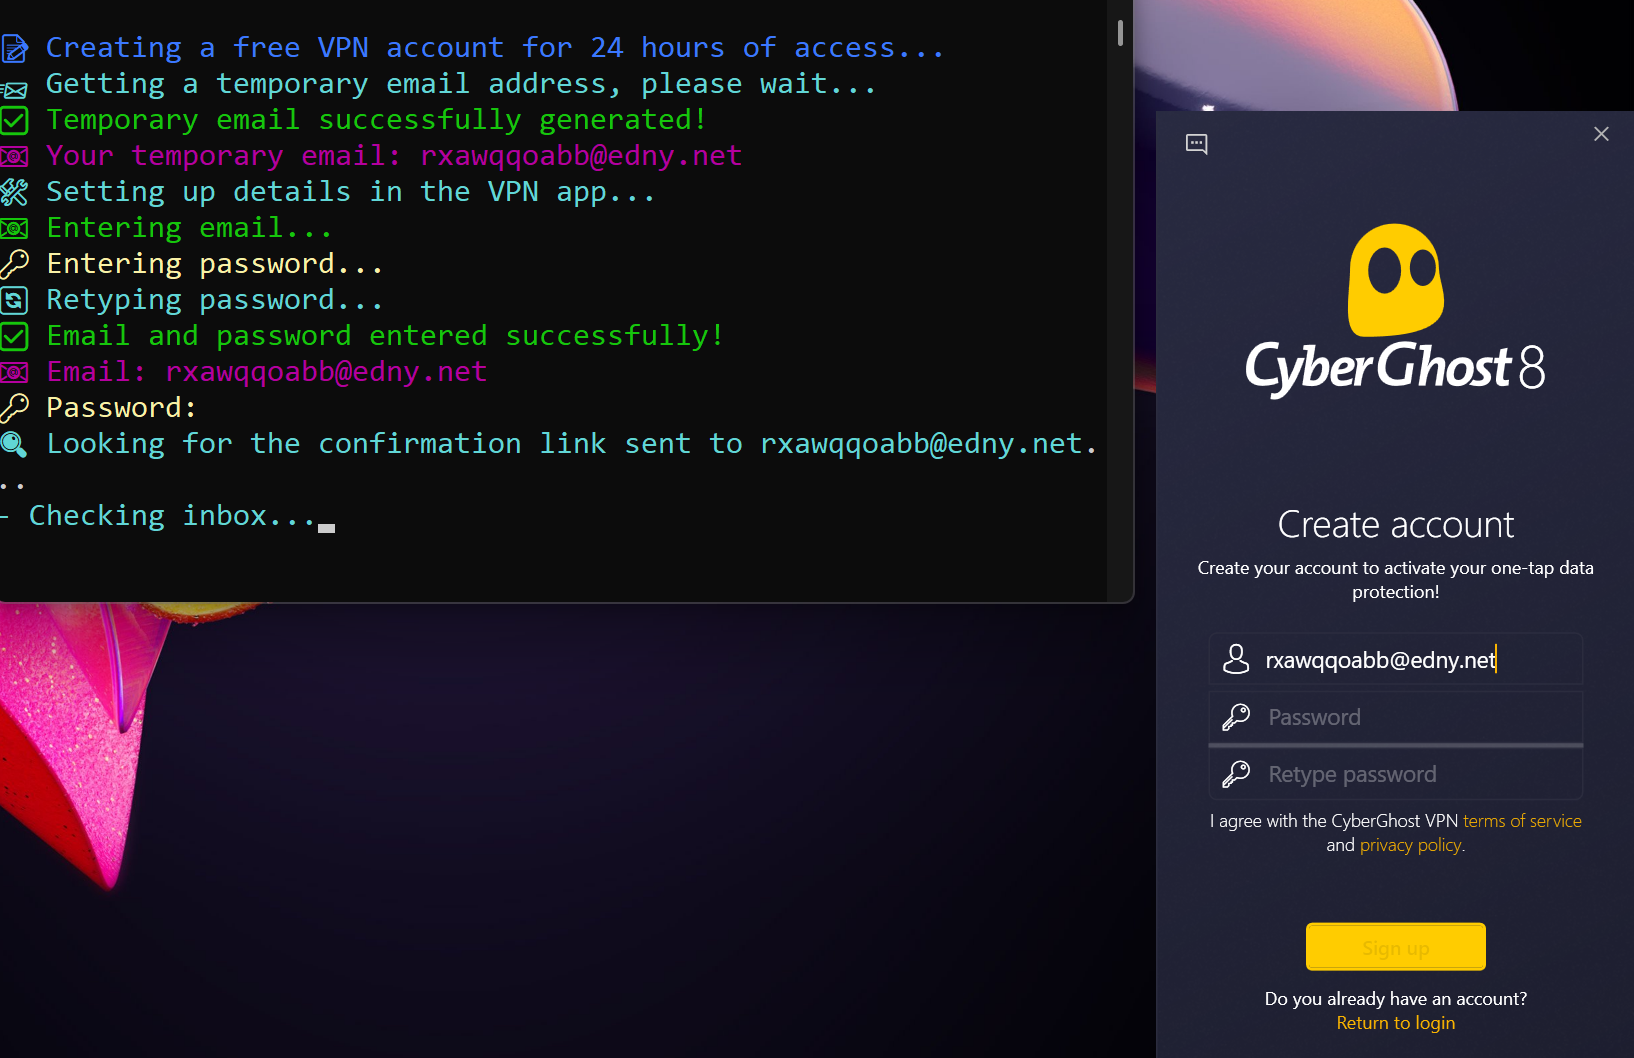 Creating a free VPN account for 24 hours of access...
Getting a temporary email address, please wait...
Temporary email successfully generated!
Your temporary email: rxawqqoabb@edny.net
Setting up details in the VPN app...
Entering email...
Entering password...
Retyping password...
Email and password entered successfully!
Email: rxawqqoabb@edny.net
Password:
Looking for the confirmation link sent to rxawqqoabb@edny.net.
..
- Checking inbox...
CyberGhost 8
Create account
Create your account to activate your one-tap data
protection!
rxawqqoabb@edny.net
Password
Retype password
I agree with the CyberGhost VPN terms of service
and privacy policy.
Sign up
Do you already have an account?
Return to login